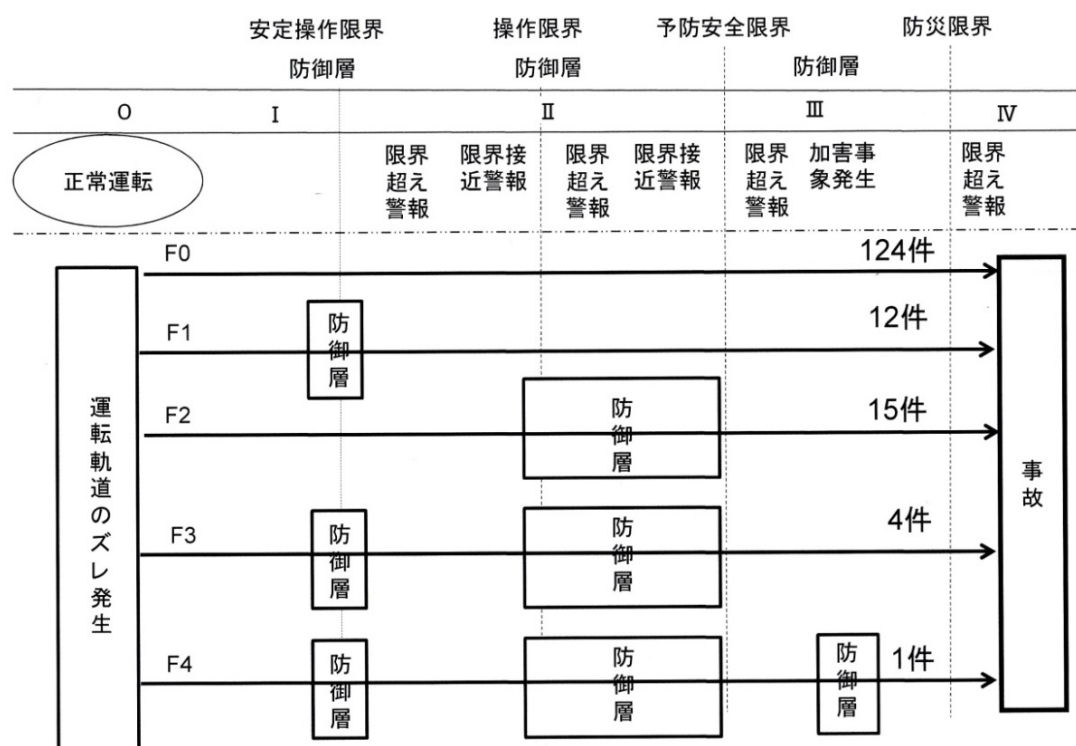 安定操作限界 操作限界 予防安全限界 防災限界
防御層 防御層 防御層
O I II III IV
正常運転
限界超え警報 限界接近警報 限界超え警報 限界接近警報 限界超え警報 加害事象発生 限界超え警報
運転軌道のズレ発生
F0 124件
F1 防御層 12件
F2 防御層 15件
F3 防御層 防御層 4件
F4 防御層 防御層 防御層 1件
事故